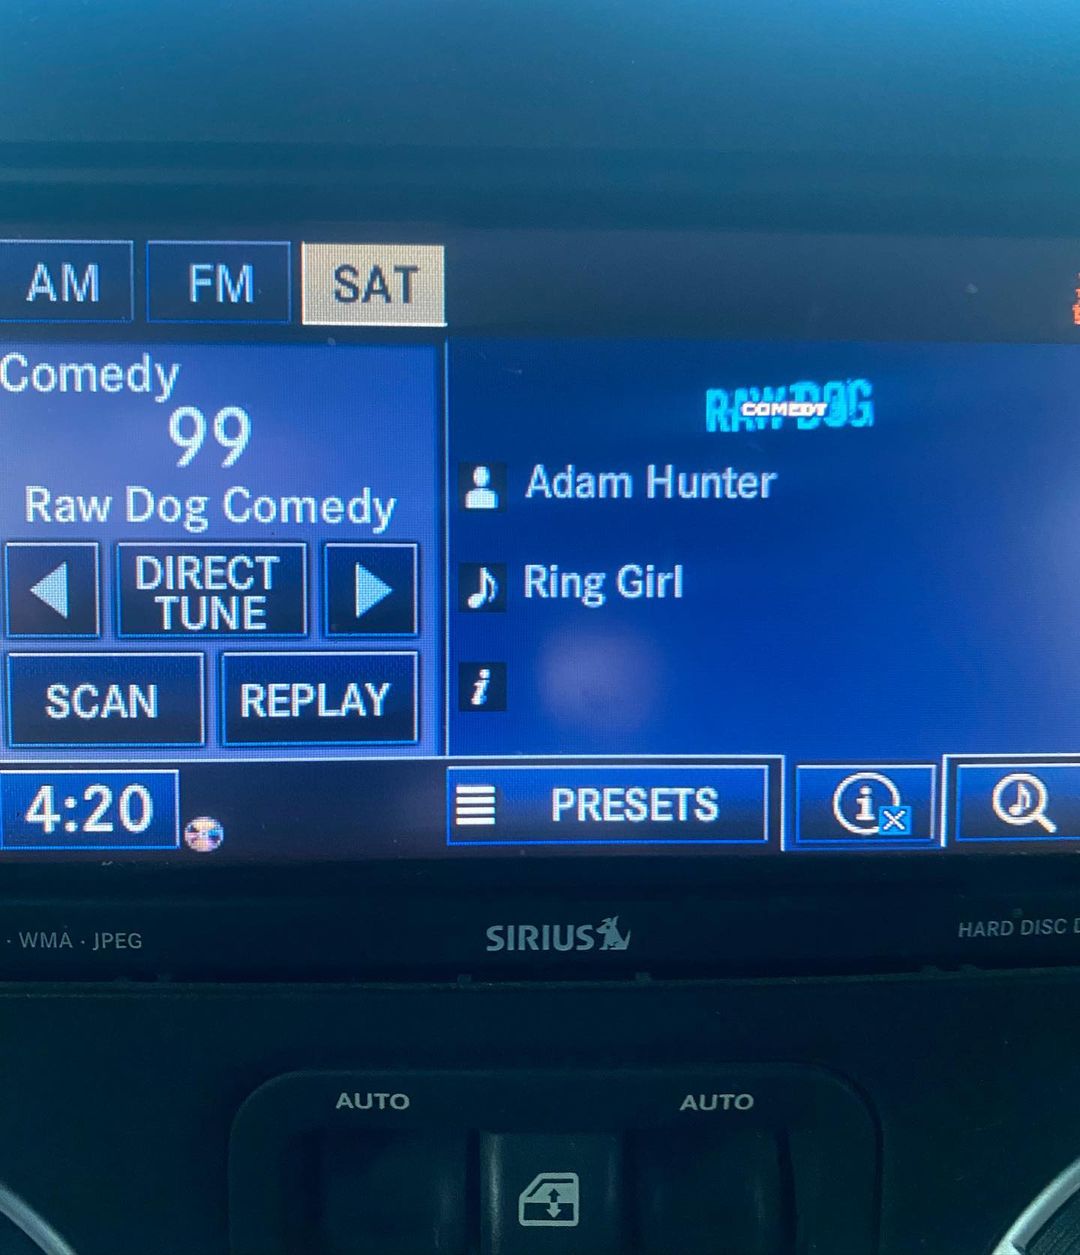 AM FM SAT
Comedy
99
Raw Dog Comedy
DIRECT
TUNE
SCAN REPLAY
RAW DOG
COMEDY
Adam Hunter
Ring Girl
i
4:20 PRESETS i
· WMA · JPEG SIRIUS HARD DISC
AUTO AUTO